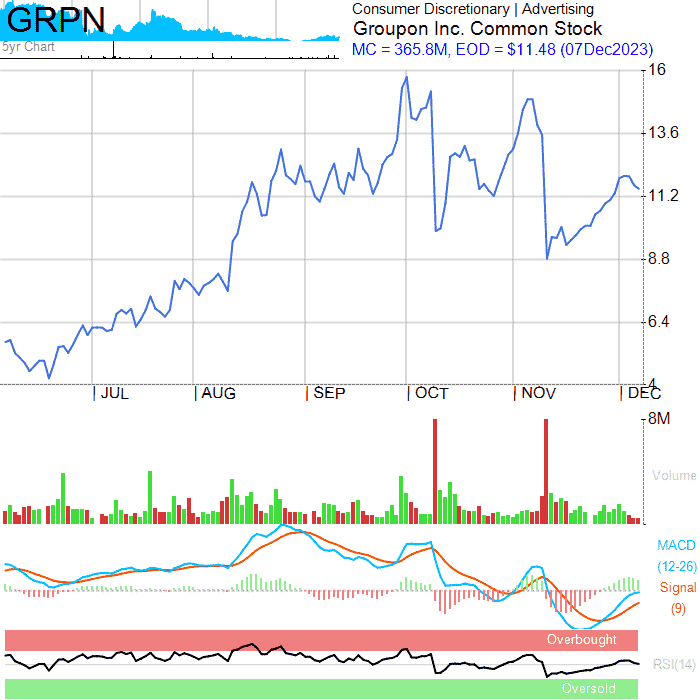 GRPN
5yr Chart
Consumer Discretionary | Advertising
Groupon Inc. Common Stock
MC = 365.8M, EOD = $11.48 (07Dec2023)
16
13.6
11.2
8.8
6.4
4
JUL AUG SEP OCT NOV DEC
8M
Volume
MACD
(12-26)
Signal
(9)
Overbought
RSI(14)
Oversold